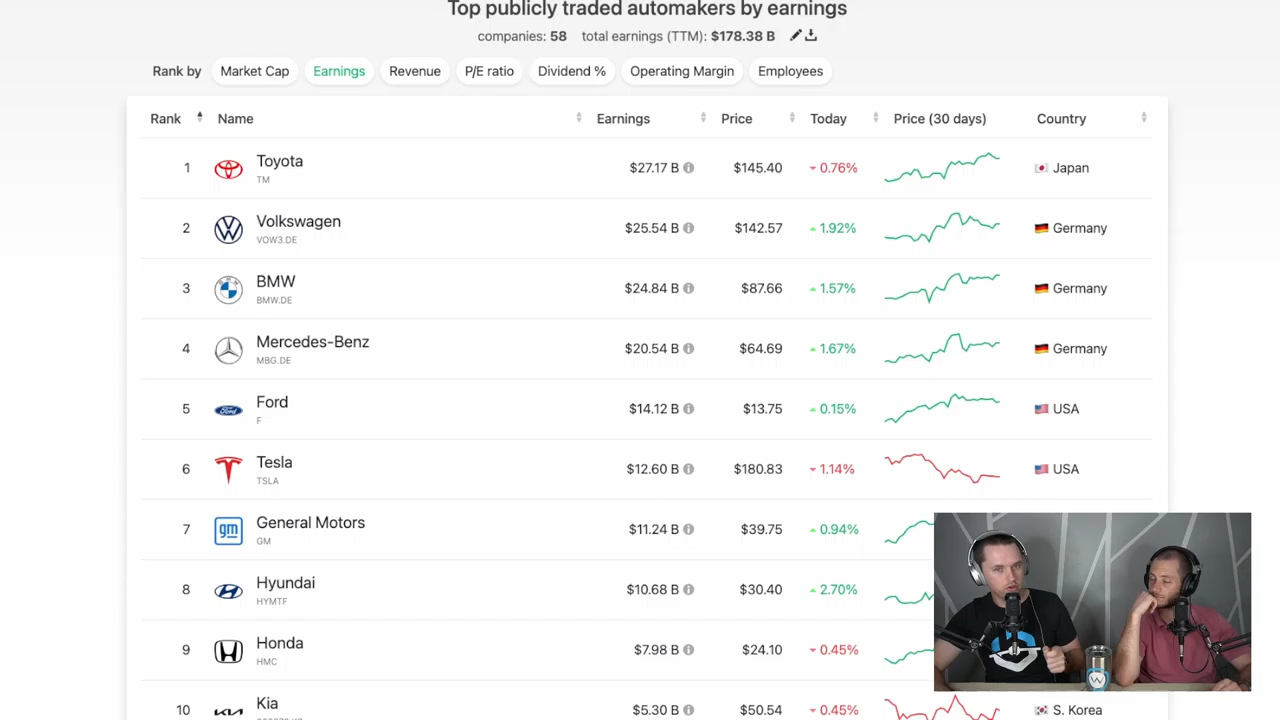 Top publicly traded automakers by earnings
companies: 58 total earnings (TTM): $178.38 B
Rank by Market Cap Earnings Revenue P/E ratio Dividend % Operating Margin Employees
Rank Name Earnings Price Today Price (30 days) Country
1 Toyota $27.17 B $145.40 0.76% Japan
TM
2 Volkswagen $25.54 B $142.57 1.92% Germany
VOW3.DE
3 BMW $24.84 B $87.66 1.57% Germany
BMW.DE
4 Mercedes-Benz $20.54 B $64.69 1.67% Germany
MBG.DE
5 Ford $14.12 B $13.75 0.15% USA
F
6 Tesla $12.60 B $180.83 1.14% USA
TSLA
7 gm General Motors $11.24 B $39.75 0.94%
GM
8 Hyundai $10.68 B $30.40 2.70%
HYMTF
9 Honda $7.98 B $24.10 0.45%
HMC
10 Kia $5.30 B $50.54 0.45% S. Korea